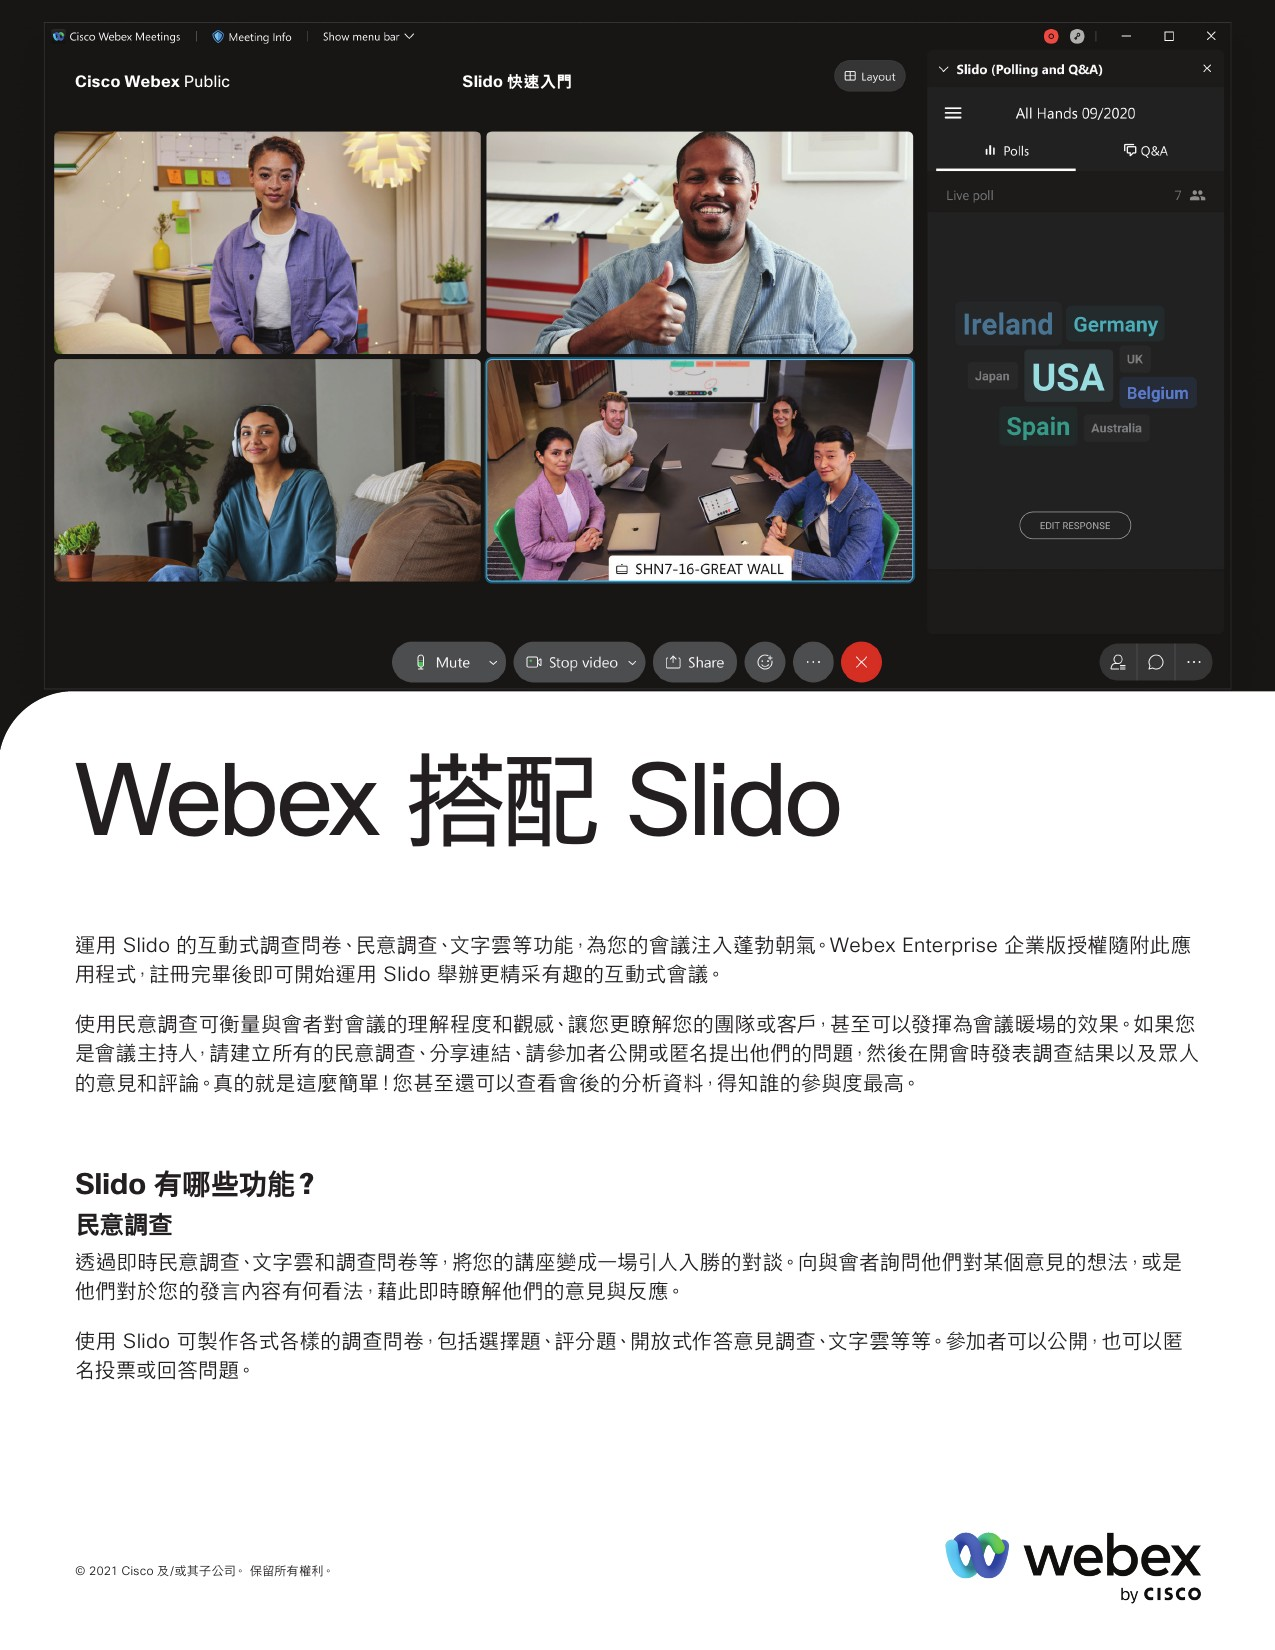 Cisco Webex Meetings
Meeting Info
Show menu bar
Cisco Webex Public
Slido 快速入門
Layout
Slido (Polling and Q&A)
All Hands 09/2020
Polls
Q&A
Live poll
7
Ireland
Germany
UK
Japan
USA
Belgium
Spain
Australia
EDIT RESPONSE
SHN7-16-GREAT WALL
Mute
Stop video
Share
Webex 搭配 Slido
運用 Slido 的互動式調查問卷、民意調查、文字雲等功能，為您的會議注入蓬勃朝氣。Webex Enterprise 企業版授權隨附此應
用程式，註冊完畢後即可開始運用 Slido 舉辦更精采有趣的互動式會議。
使用民意調查可衡量與會者對會議的理解程度和觀感、讓您更瞭解您的團隊或客戶，甚至可以發揮為會議暖場的效果。如果您
是會議主持人，請建立所有的民意調查、分享連結、請參加者公開或匿名提出他們的問題，然後在開會時發表調查結果以及眾人
的意見和評論。真的就是這麼簡單！您甚至還可以查看會後的分析資料，得知誰的參與度最高。
Slido 有哪些功能？
民意調查
透過即時民意調查、文字雲和調查問卷等，將您的講座變成一場引人入勝的對談。向與會者詢問他們對某個意見的想法，或是
他們對於您的發言內容有何看法，藉此即時瞭解他們的意見與反應。
使用 Slido 可製作各式各樣的調查問卷，包括選擇題、評分題、開放式作答意見調查、文字雲等等。參加者可以公開，也可以匿
名投票或回答問題。
© 2021 Cisco 及/或其子公司。 保留所有權利。
webex
by CISCO